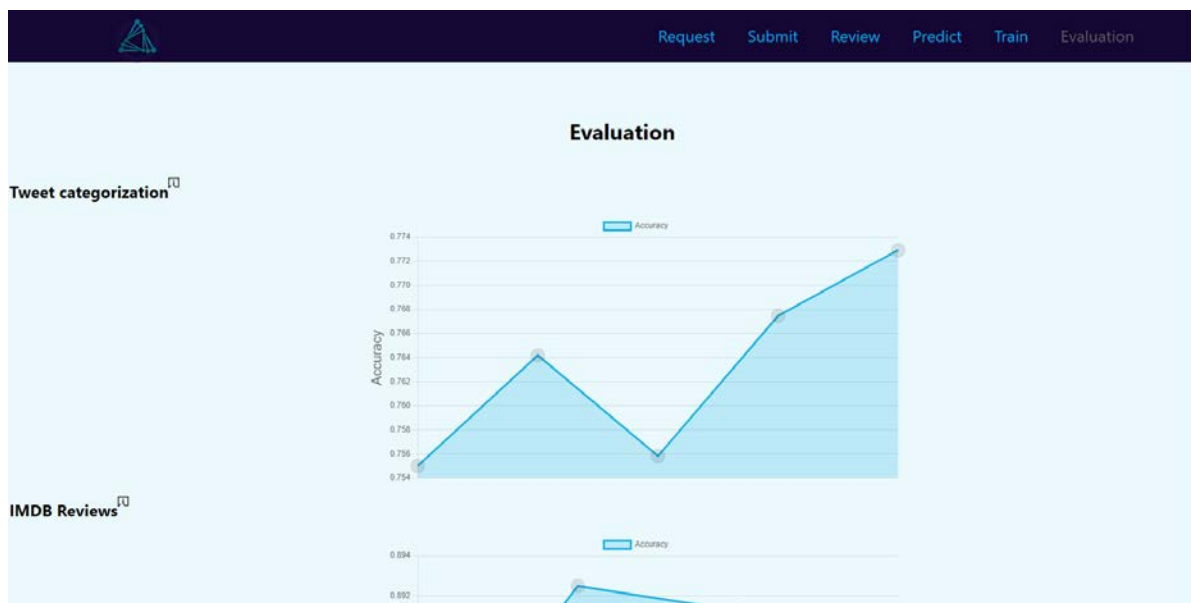 Request Submit Review Predict Train Evaluation
Evaluation
Tweet categorization
Accuracy
0.774
0.772
0.770
0.768
0.766
0.764
0.762
0.760
0.758
0.756
0.754
Accuracy
IMDB Reviews
Accuracy
0.894
0.892